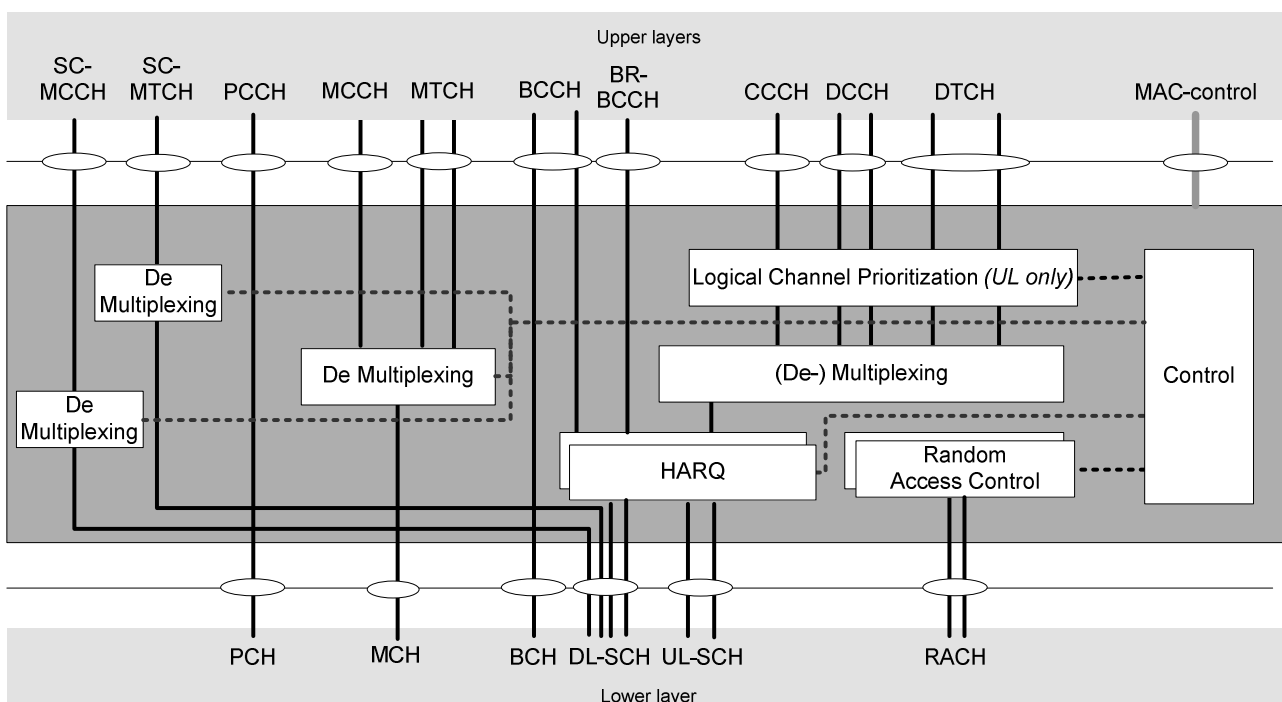 Upper layers
SC-
MCCH
SC-
MTCH
PCCH
MCCH
MTCH
BCCH
BR-
BCCH
CCCH
DCCH
DTCH
MAC-control
De
Multiplexing
Logical Channel Prioritization (UL only)
De Multiplexing
(De-) Multiplexing
Control
De
Multiplexing
HARQ
Random
Access Control
PCH
MCH
BCH
DL-SCH
UL-SCH
RACH
Lower layer